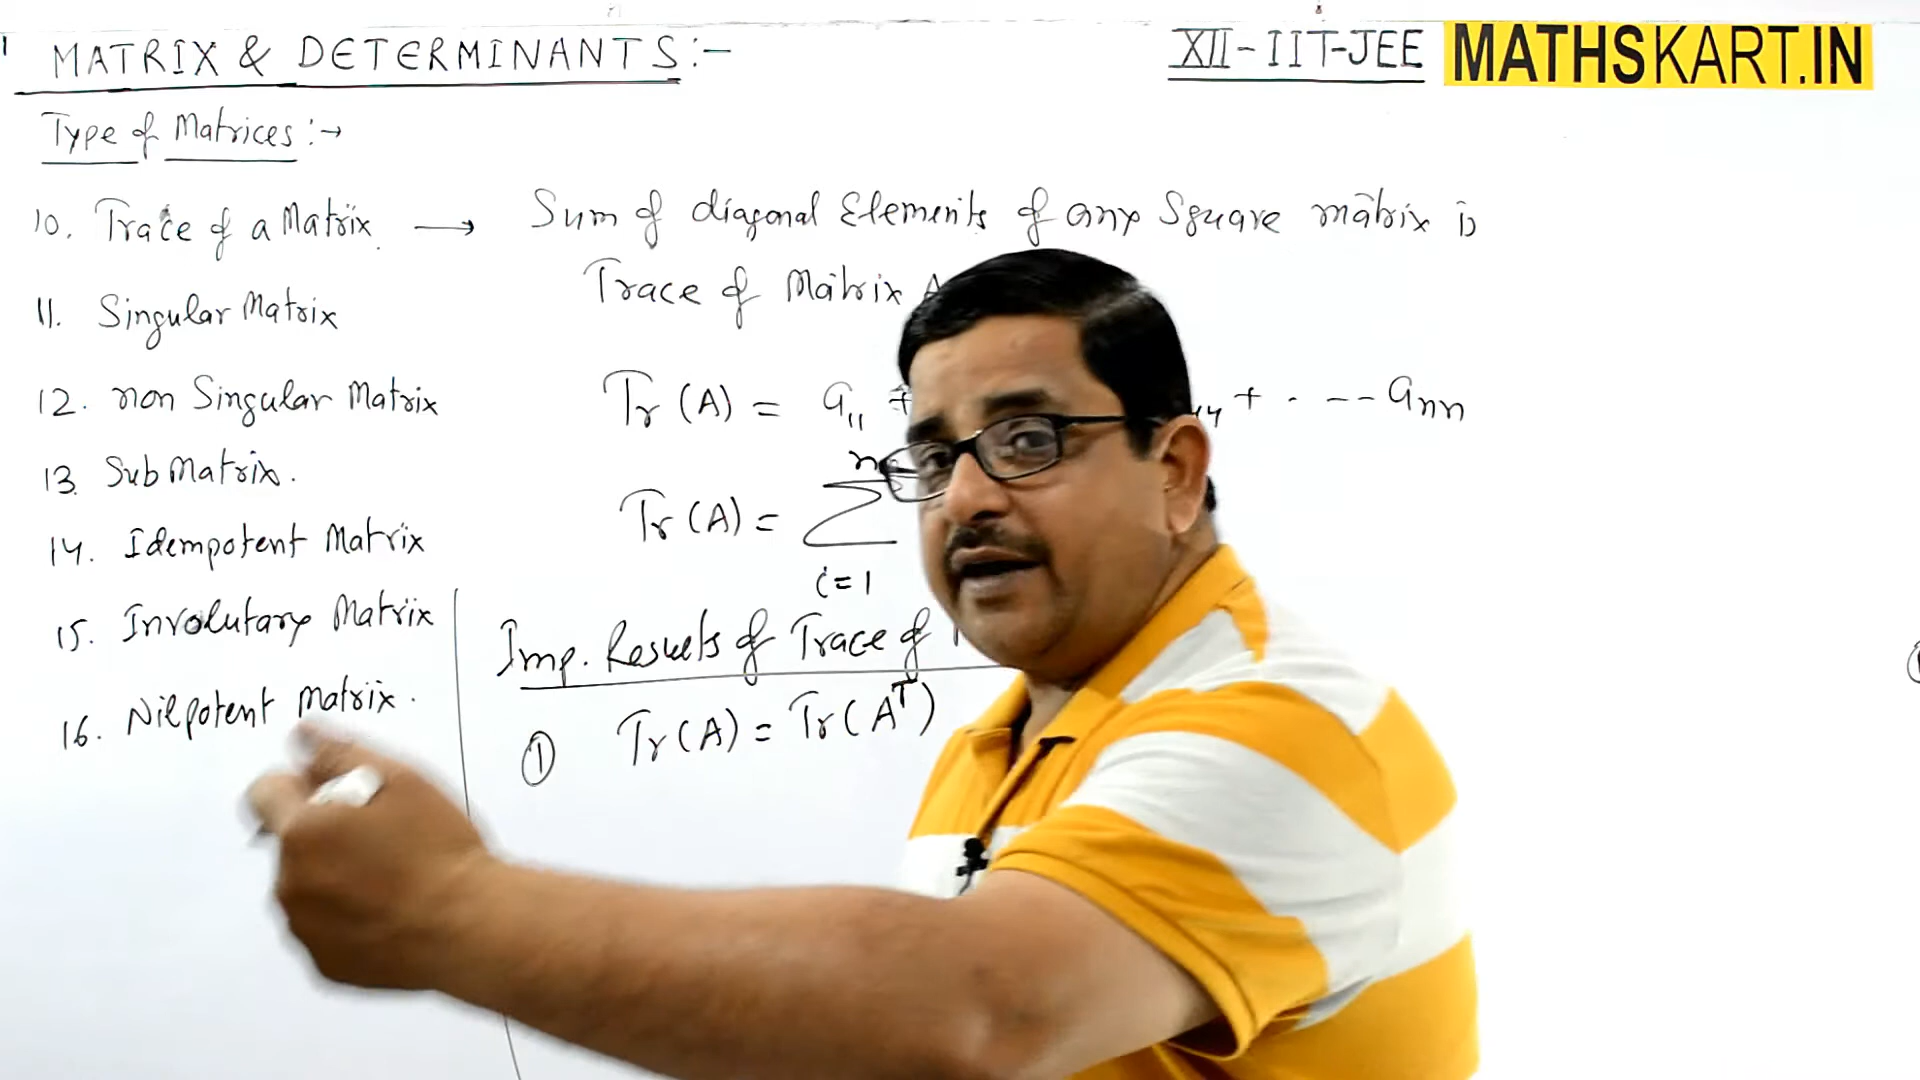 MATRIX & DETERMINANTS :-
XII - IIT-JEE
MATHSKART.IN
Type of Matrices :→
10. Trace of a Matrix → Sum of diagonal Elements of any Square matrix is
Trace of Matrix A
11. Singular Matrix
12. non Singular Matrix
Tr (A) = a₁₁ + ₄₄ + . - - - aₙₙ
13. Sub Matrix.
Tr (A) = n ∑ i=1
14. Idempotent Matrix
15. Involutary Matrix
Imp. Results of Trace of
16. Nilpotent Matrix.
① Tr (A) = Tr (Aᵀ)